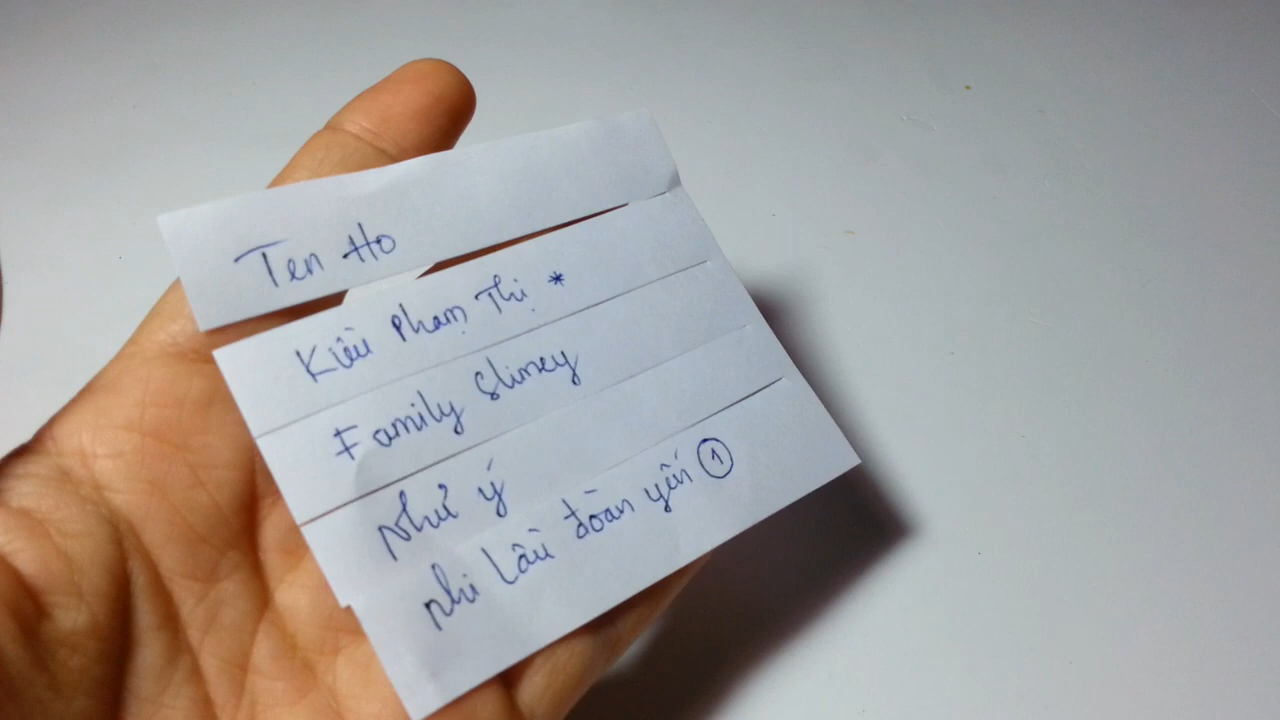 Ten Ho
Kiều Phạm Thị *
Family Slimey
Như ý
nhi Lâu đoàn yến ①